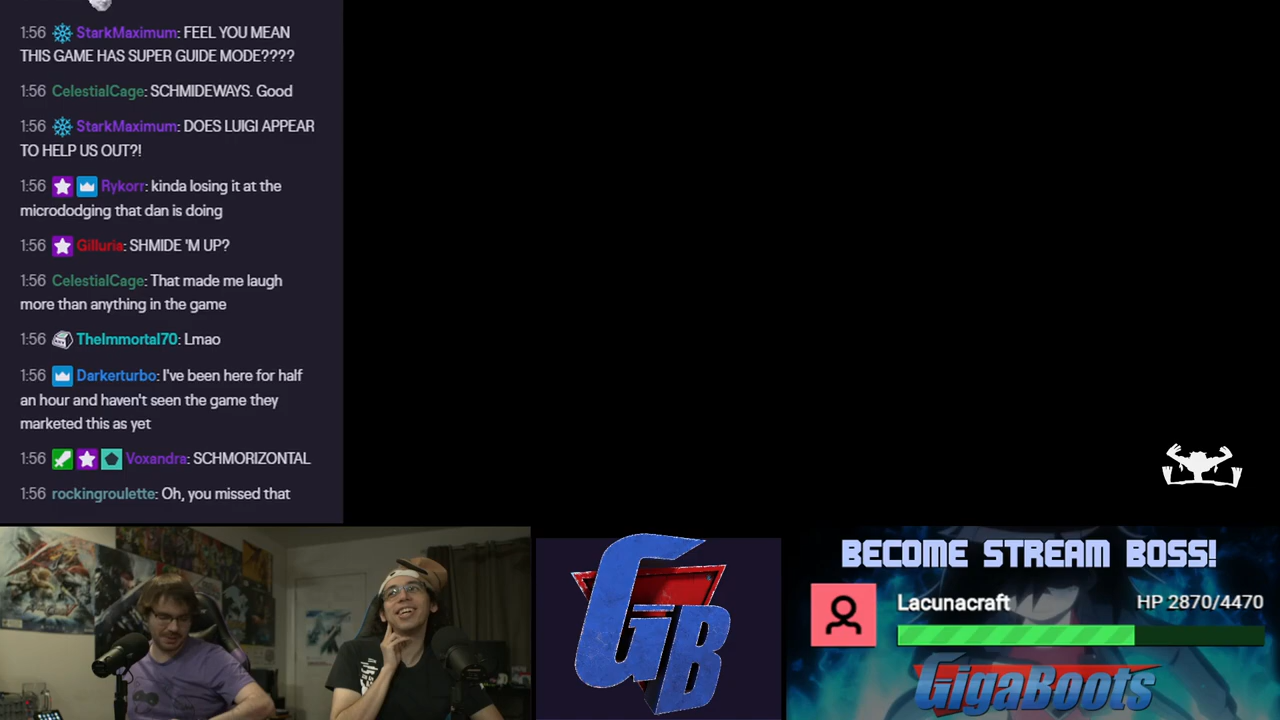 1:56 StarkMaximum: FEEL YOU MEAN
THIS GAME HAS SUPER GUIDE MODE????
1:56 CelestialCage: SCHMIDEWAYS. Good
1:56 StarkMaximum: DOES LUIGI APPEAR
TO HELP US OUT?!
1:56 Rykorr: kinda losing it at the
micrododging that dan is doing
1:56 Gilluria: SHMIDE 'M UP?
1:56 CelestialCage: That made me laugh
more than anything in the game
1:56 TheImmortal70: Lmao
1:56 Darkerturbo: I've been here for half
an hour and haven't seen the game they
marketed this as yet
1:56 Voxandra: SCHMORIZONTAL
1:56 rockingroulette: Oh, you missed that
GB
BECOME STREAM BOSS!
Lacunacraft HP 2870/4470
GIGABOOTS